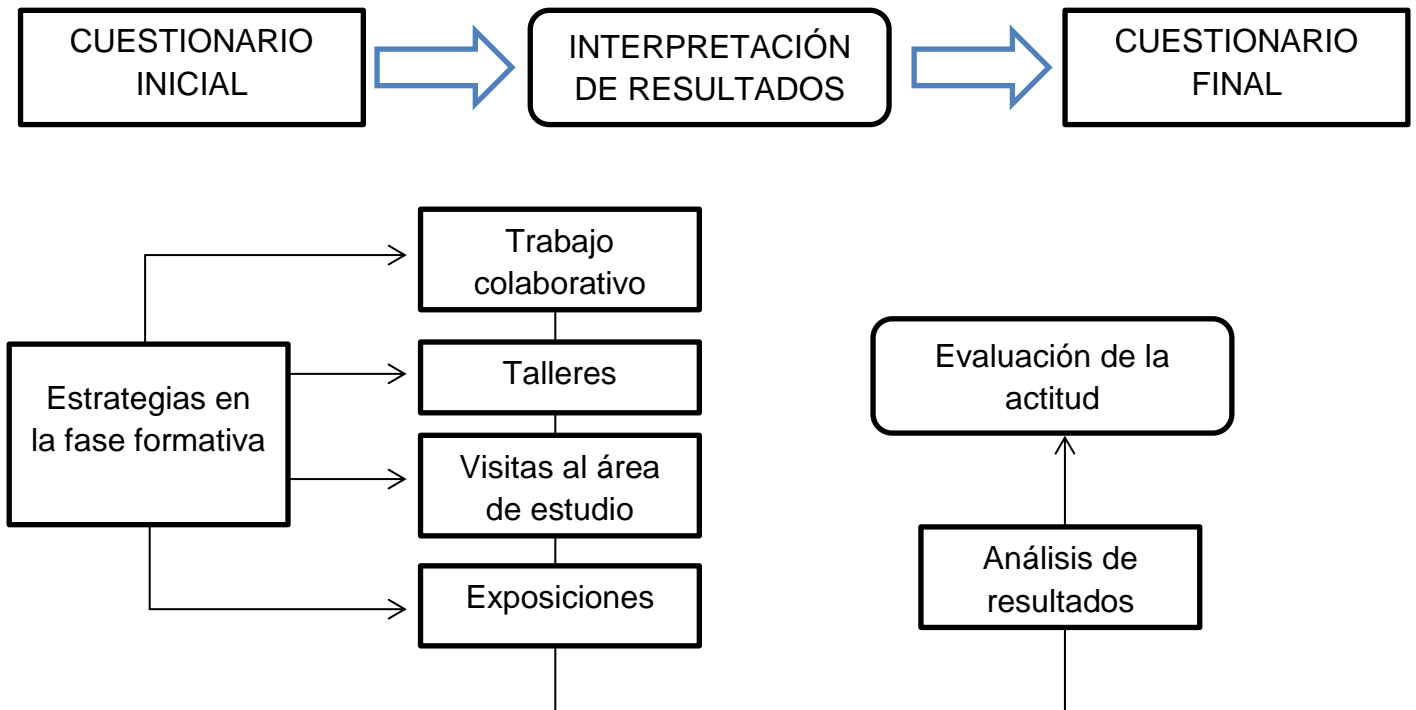 CUESTIONARIO
INICIAL
INTERPRETACIÓN
DE RESULTADOS
CUESTIONARIO
FINAL
Trabajo
colaborativo
Estrategias en
la fase formativa
Talleres
Visitas al área
de estudio
Exposiciones
Evaluación de la
actitud
Análisis de
resultados